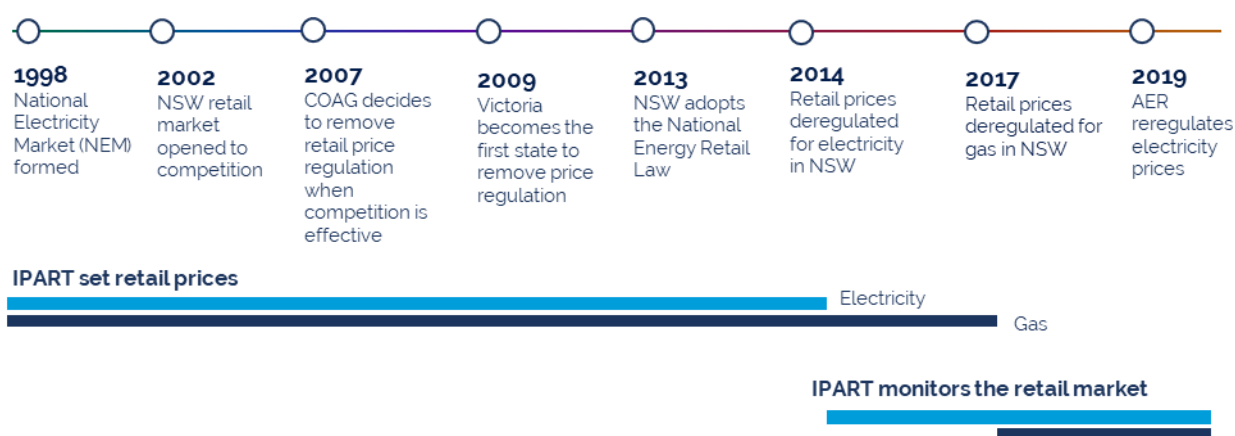 1998
National
Electricity
Market (NEM)
formed
2002
NSW retail
market
opened to
competition
2007
COAG decides
to remove
retail price
regulation
when
competition is
effective
2009
Victoria
becomes the
first state to
remove price
regulation
2013
NSW adopts
the National
Energy Retail
Law
2014
Retail prices
deregulated
for electricity
in NSW
2017
Retail prices
deregulated for
gas in NSW
2019
AER
reregulates
electricity
prices
IPART set retail prices
Electricity
Gas
IPART monitors the retail market